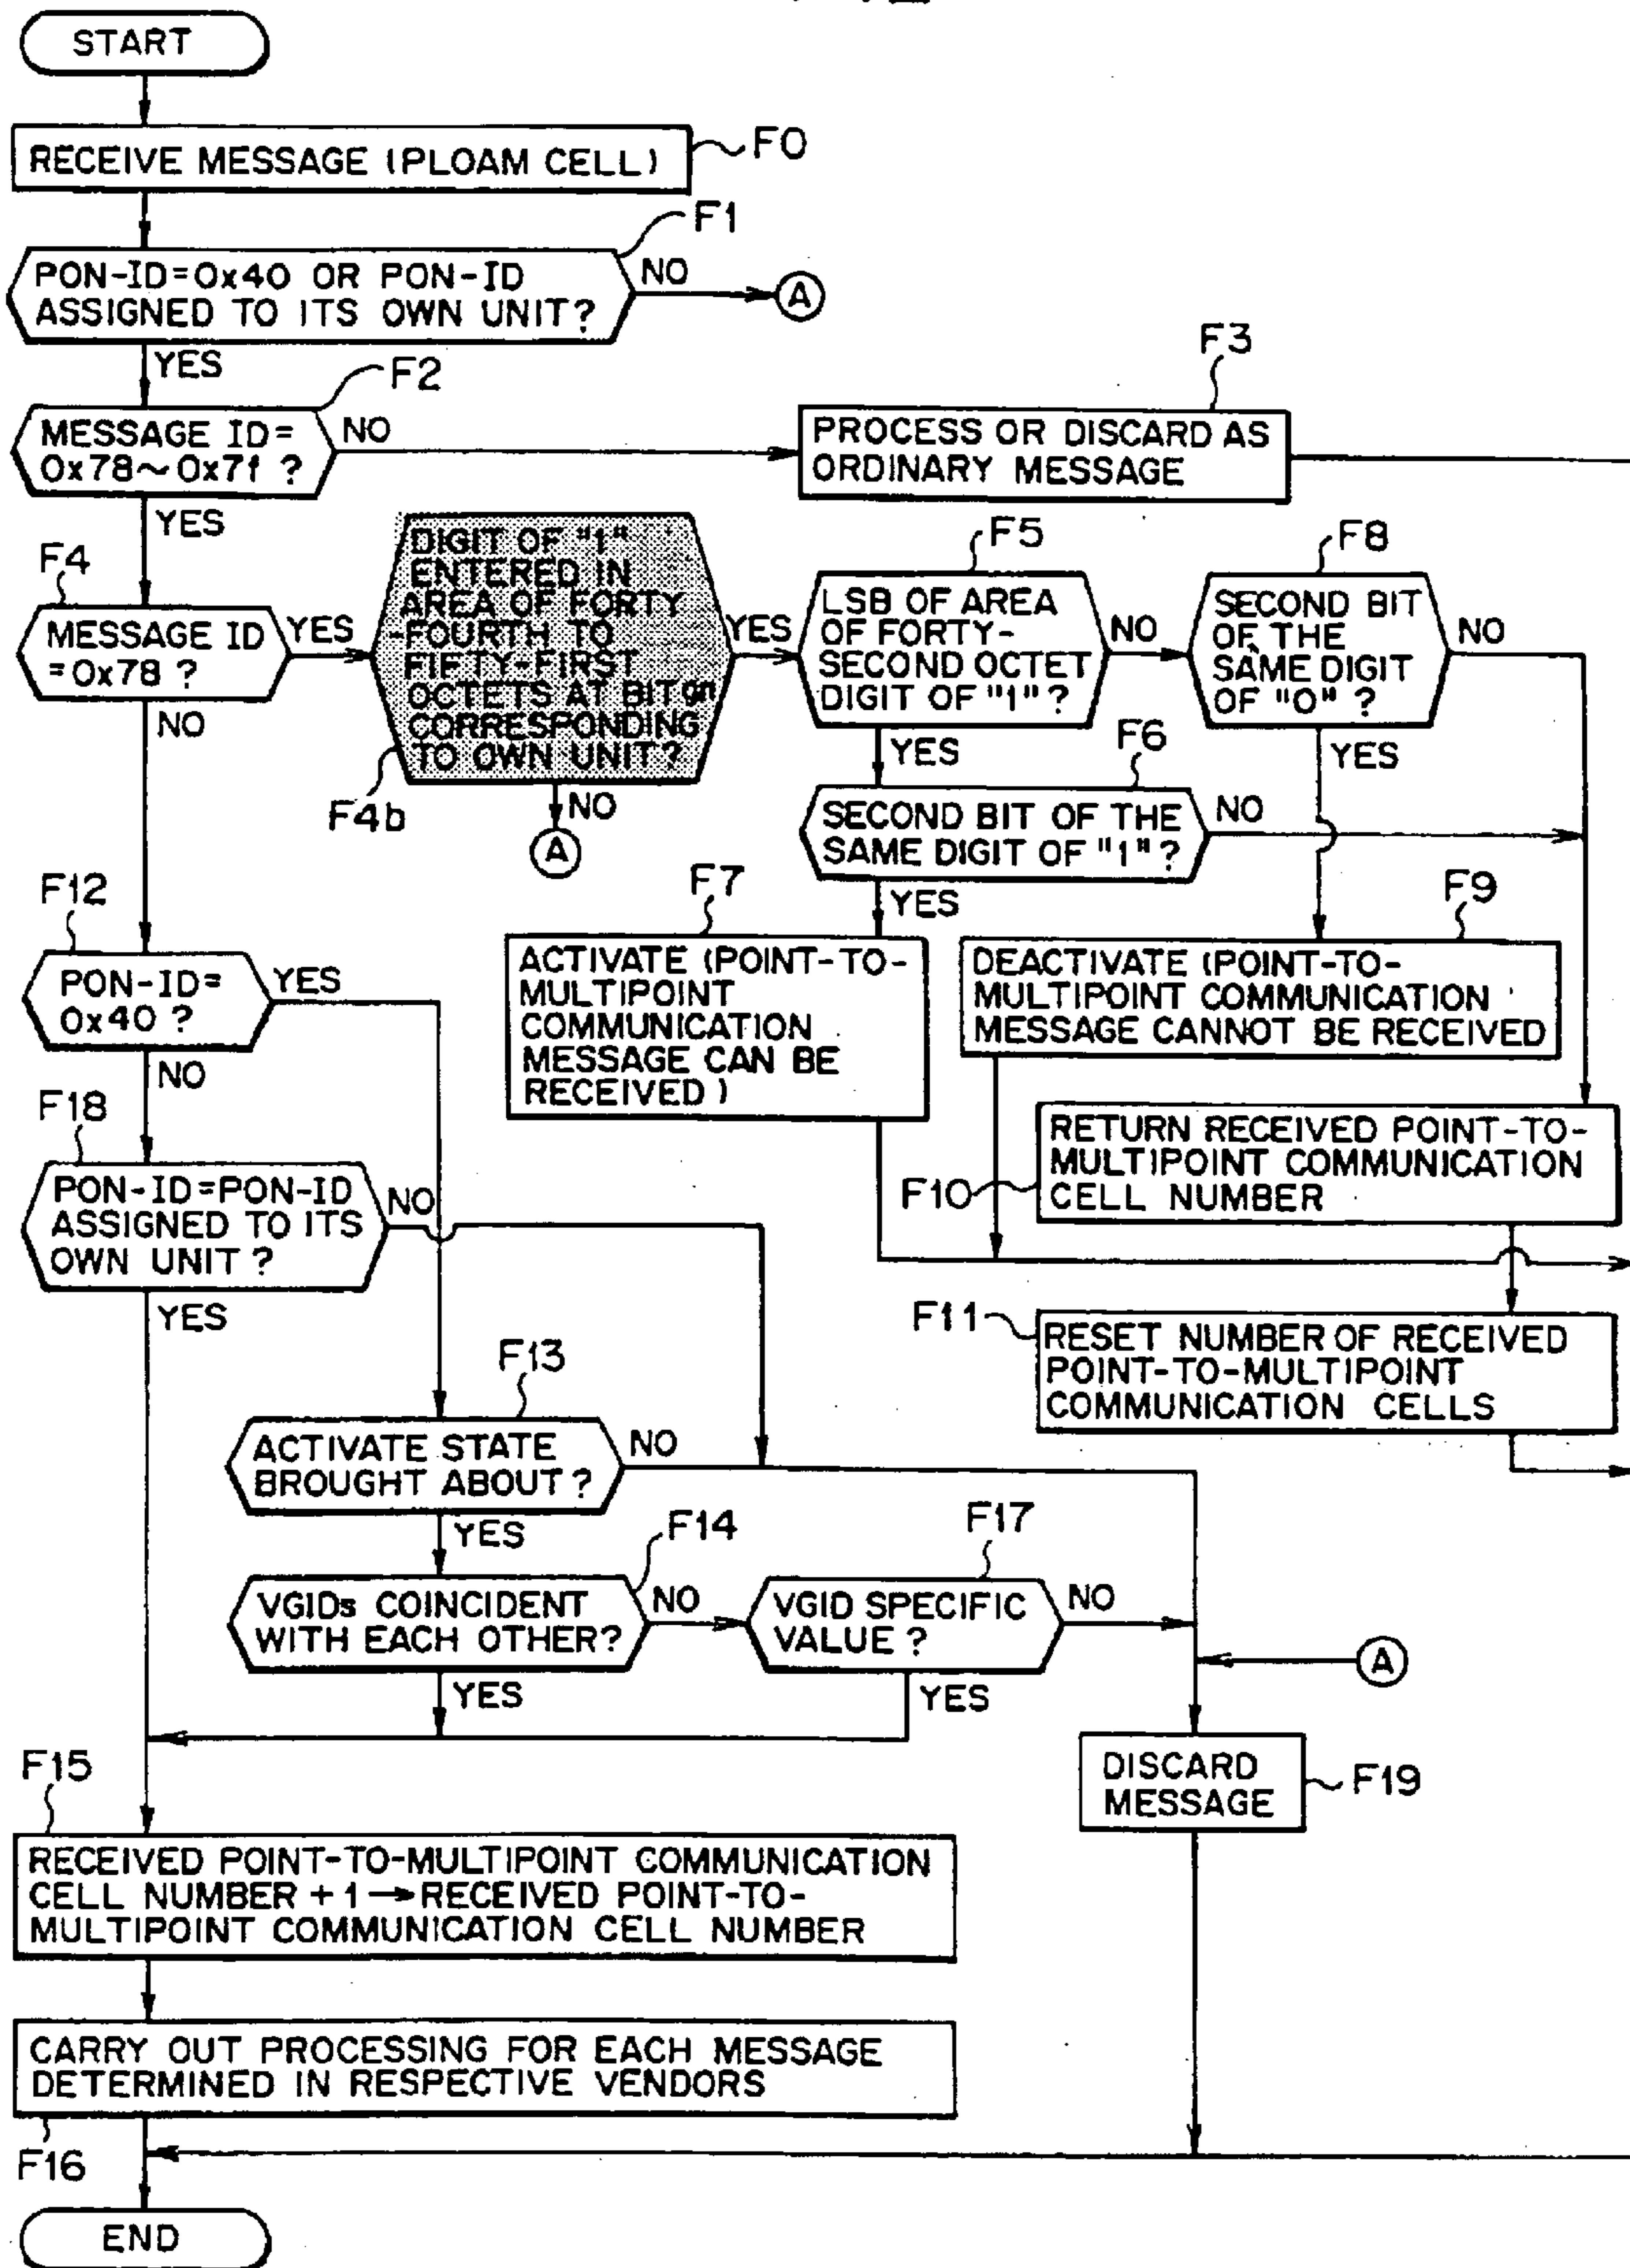 START
RECEIVE MESSAGE (PLOAM CELL)
F0
F1
PON-ID=0x40 OR PON-ID
ASSIGNED TO ITS OWN UNIT?
NO
A
YES
F2
MESSAGE ID=
0x78~0x7f ?
NO
F3
PROCESS OR DISCARD AS
ORDINARY MESSAGE
YES
F4
MESSAGE ID
=0x78 ?
YES
NO
DIGIT OF "1"
ENTERED IN
AREA OF FORTY
-FOURTH TO
FIFTY-FIRST
OCTETS AT BIT gn
CORRESPONDING
TO OWN UNIT?
F4b
YES
NO
A
F5
LSB OF AREA
OF FORTY-
SECOND OCTET
DIGIT OF "1"?
NO
YES
F8
SECOND BIT
OF THE
SAME DIGIT
OF "0" ?
NO
YES
F6
SECOND BIT OF THE
SAME DIGIT OF "1"?
NO
YES
F7
ACTIVATE (POINT-TO-
MULTIPOINT
COMMUNICATION
MESSAGE CAN BE
RECEIVED )
F9
DEACTIVATE (POINT-TO-
MULTIPOINT COMMUNICATION
MESSAGE CANNOT BE RECEIVED
F10
RETURN RECEIVED POINT-TO-
MULTIPOINT COMMUNICATION
CELL NUMBER
F11
RESET NUMBER OF RECEIVED
POINT-TO-MULTIPOINT
COMMUNICATION CELLS
F12
PON-ID=
0x40 ?
YES
NO
F18
PON-ID=PON-ID
ASSIGNED TO ITS
OWN UNIT ?
NO
YES
F13
ACTIVATE STATE
BROUGHT ABOUT ?
NO
YES
F14
VGIDs COINCIDENT
WITH EACH OTHER?
NO
YES
F17
VGID SPECIFIC
VALUE ?
NO
YES
A
DISCARD
MESSAGE
F19
F15
RECEIVED POINT-TO-MULTIPOINT COMMUNICATION
CELL NUMBER + 1 → RECEIVED POINT-TO-
MULTIPOINT COMMUNICATION CELL NUMBER
CARRY OUT PROCESSING FOR EACH MESSAGE
DETERMINED IN RESPECTIVE VENDORS
F16
END